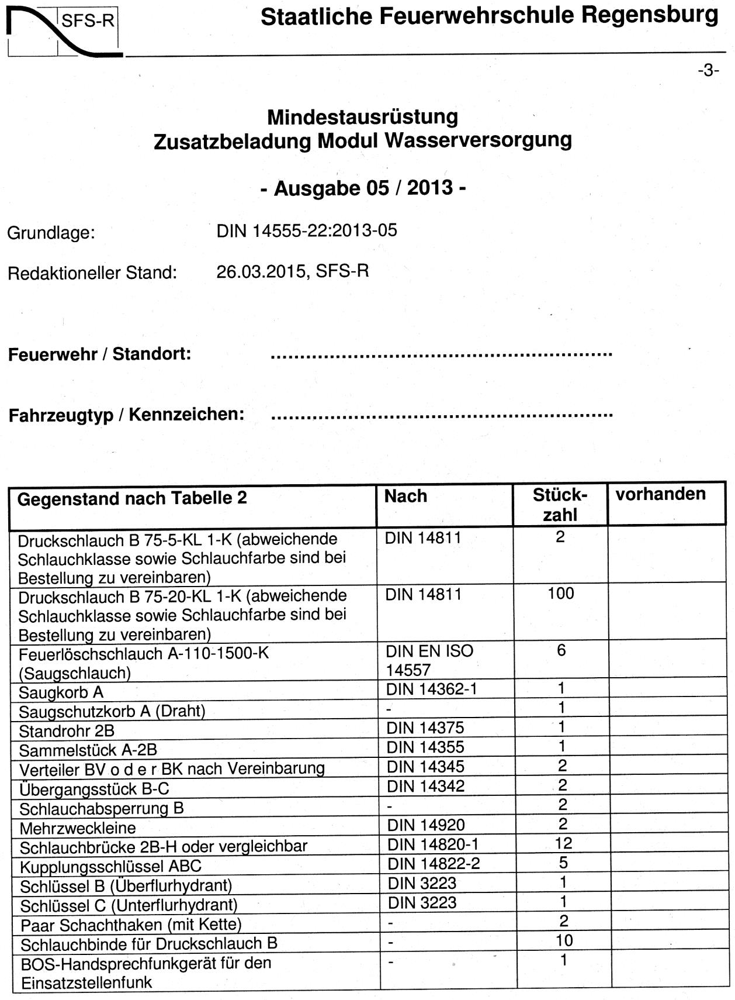 SFS-R
Staatliche Feuerwehrschule Regensburg
-3-
Mindestausrüstung
Zusatzbeladung Modul Wasserversorgung
- Ausgabe 05 / 2013 -
Grundlage: DIN 14555-22:2013-05
Redaktioneller Stand: 26.03.2015, SFS-R
Feuerwehr / Standort: ..........................................................
Fahrzeugtyp / Kennzeichen: ..........................................................
Gegenstand nach Tabelle 2 Nach Stück- vorhanden
zahl
Druckschlauch B 75-5-KL 1-K (abweichende DIN 14811 2
Schlauchklasse sowie Schlauchfarbe sind bei
Bestellung zu vereinbaren)
Druckschlauch B 75-20-KL 1-K (abweichende DIN 14811 100
Schlauchklasse sowie Schlauchfarbe sind bei
Bestellung zu vereinbaren)
Feuerlöschschlauch A-110-1500-K DIN EN ISO 6
(Saugschlauch) 14557
Saugkorb A DIN 14362-1 1
Saugschutzkorb A (Draht) - 1
Standrohr 2B DIN 14375 1
Sammelstück A-2B DIN 14355 1
Verteiler BV o d e r BK nach Vereinbarung DIN 14345 2
Übergangsstück B-C DIN 14342 2
Schlauchabsperrung B - 2
Mehrzweckleine DIN 14920 2
Schlauchbrücke 2B-H oder vergleichbar DIN 14820-1 12
Kupplungsschlüssel ABC DIN 14822-2 5
Schlüssel B (Überflurhydrant) DIN 3223 1
Schlüssel C (Unterflurhydrant) DIN 3223 1
Paar Schachthaken (mit Kette) - 2
Schlauchbinde für Druckschlauch B - 10
BOS-Handsprechfunkgerät für den - 1
Einsatzstellenfunk